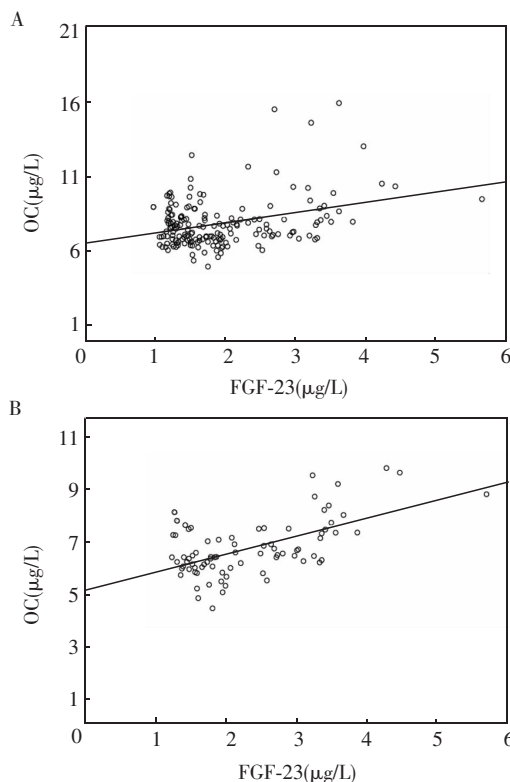 A
21
16
11
6
1
OC(μg/L)
0 1 2 3 4 5 6
FGF-23(μg/L)
B
11
9
7
5
3
1
OC(μg/L)
0 1 2 3 4 5 6
FGF-23(μg/L)